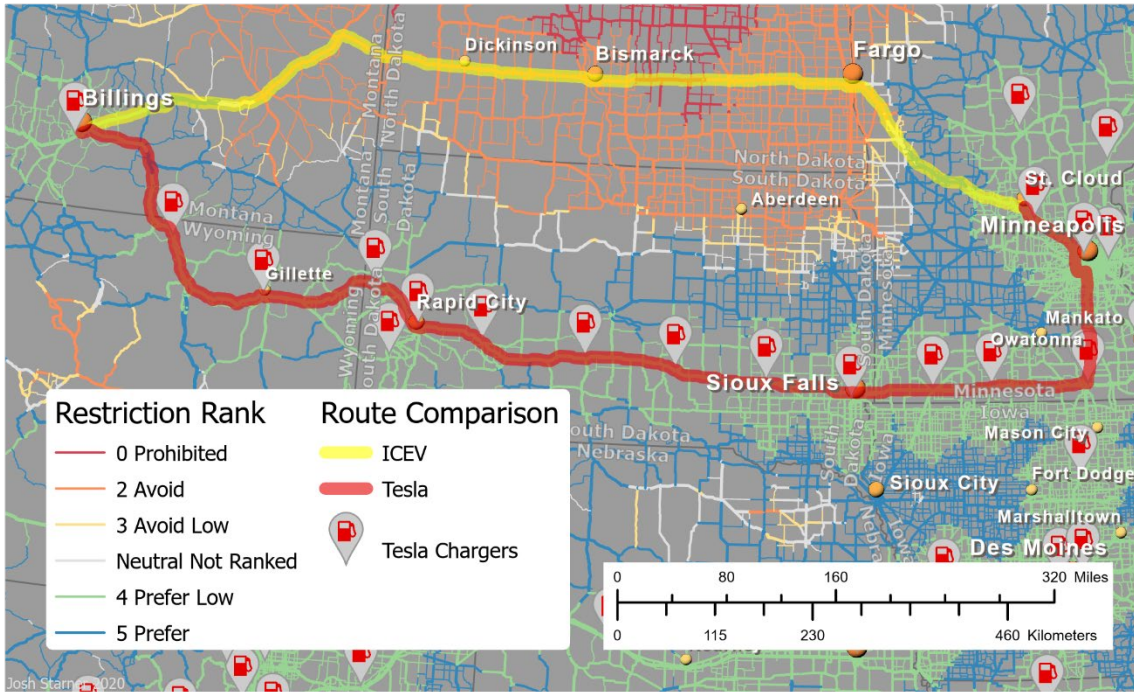 Dickinson
Bismarck
Fargo
Billings
Montana
North Dakota
Montana
South
Dakota
North Dakota
South Dakota
Aberdeen
St. Cloud
Minneapolis
Montana
Wyoming
Gillette
Rapid City
Wyoming
South Dakota
South Dakota
Minnesota
Mankato
Owatonna
Sioux Falls
Minnesota
Iowa
Mason City
South Dakota
Nebraska
South
Dakota
Iowa
Sioux City
Fort Dodge
Marshalltown
Des Moines
Restriction Rank
0 Prohibited
2 Avoid
3 Avoid Low
Neutral Not Ranked
4 Prefer Low
5 Prefer
Route Comparison
ICEV
Tesla
Tesla Chargers
0 80 160 320 Miles
0 115 230 460 Kilometers
2020